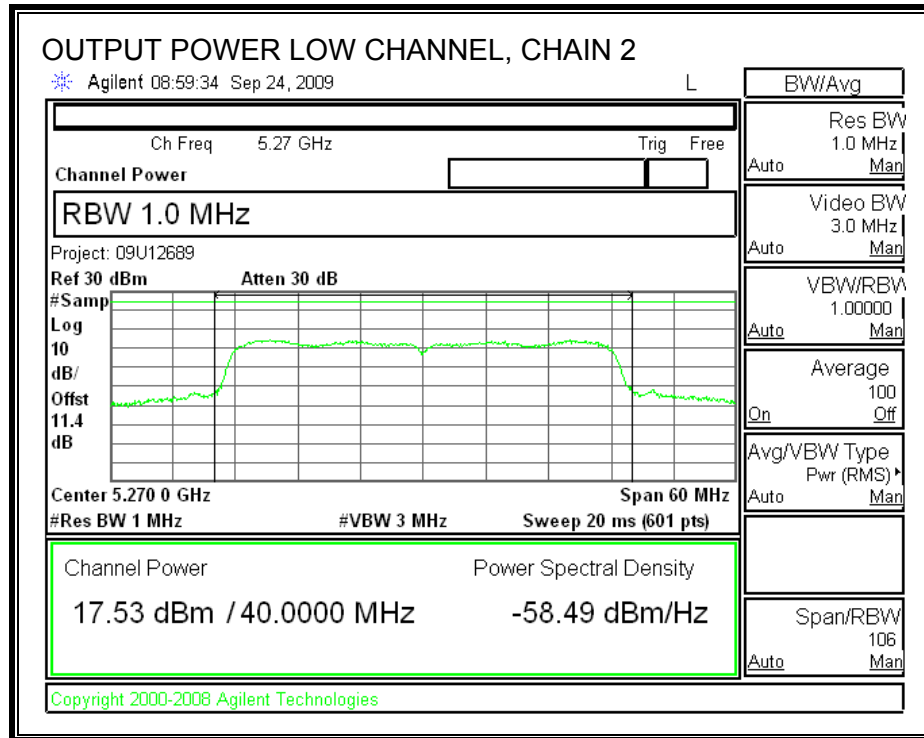 OUTPUT POWER LOW CHANNEL, CHAIN 2
Agilent 08:59:34 Sep 24, 2009 L
Ch Freq 5.27 GHz Trig Free
Channel Power
RBW 1.0 MHz
Project: 09U12689
Ref 30 dBm Atten 30 dB
#Samp
Log
10
dB/
Offst
11.4
dB
Center 5.270 0 GHz Span 60 MHz
#Res BW 1 MHz #VBW 3 MHz Sweep 20 ms (601 pts)
Channel Power Power Spectral Density
17.53 dBm / 40.0000 MHz -58.49 dBm/Hz
Copyright 2000-2008 Agilent Technologies
BW/Avg
Res BW
1.0 MHz
Auto Man
Video BW
3.0 MHz
Auto Man
VBW/RBW
1.00000
Auto Man
Average
100
On Off
Avg/VBW Type
Pwr (RMS)
Auto Man
Span/RBW
106
Auto Man